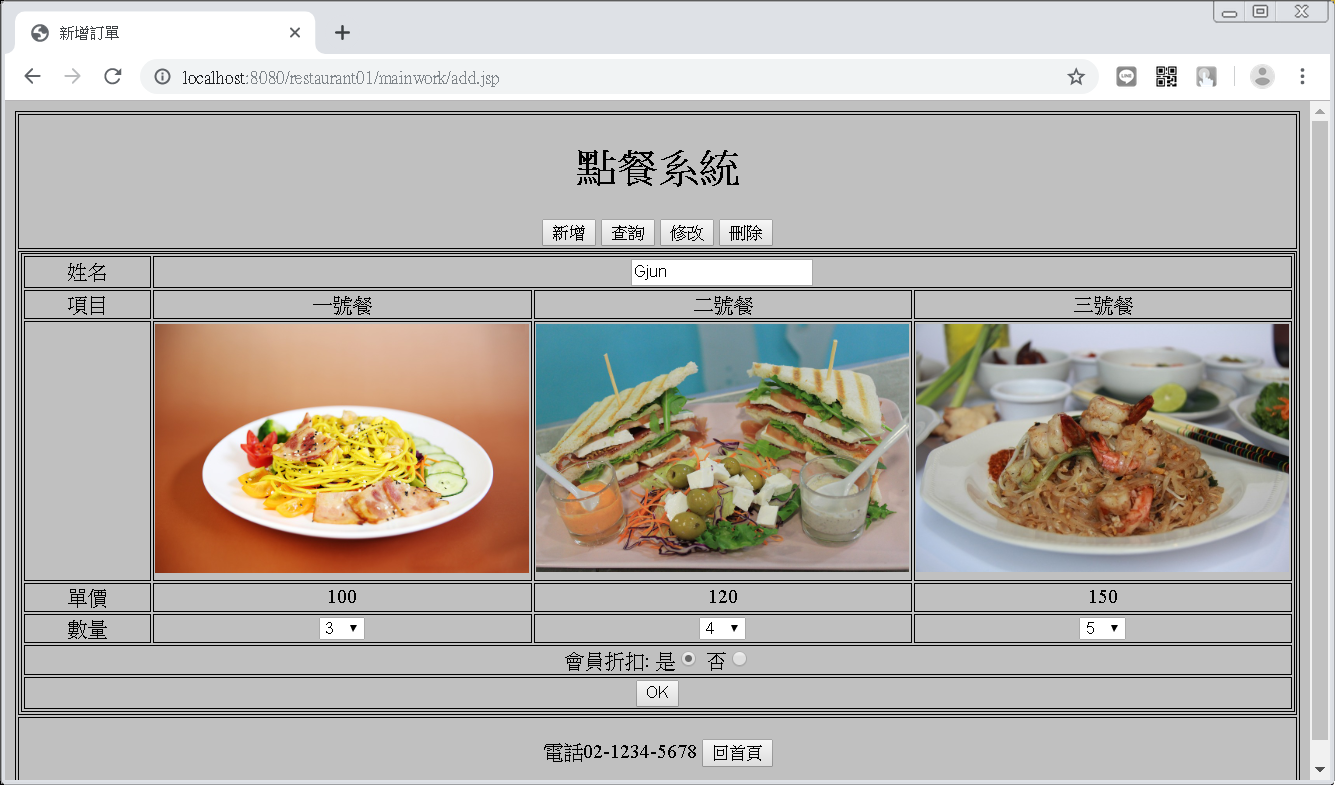 新增訂單
localhost:8080/restaurant01/mainwork/add.jsp
點餐系統
新增 查詢 修改 刪除
姓名 Gjun
項目 一號餐 二號餐 三號餐
單價 100 120 150
數量 3 4 5
會員折扣: 是 否
OK
電話02-1234-5678 回首頁